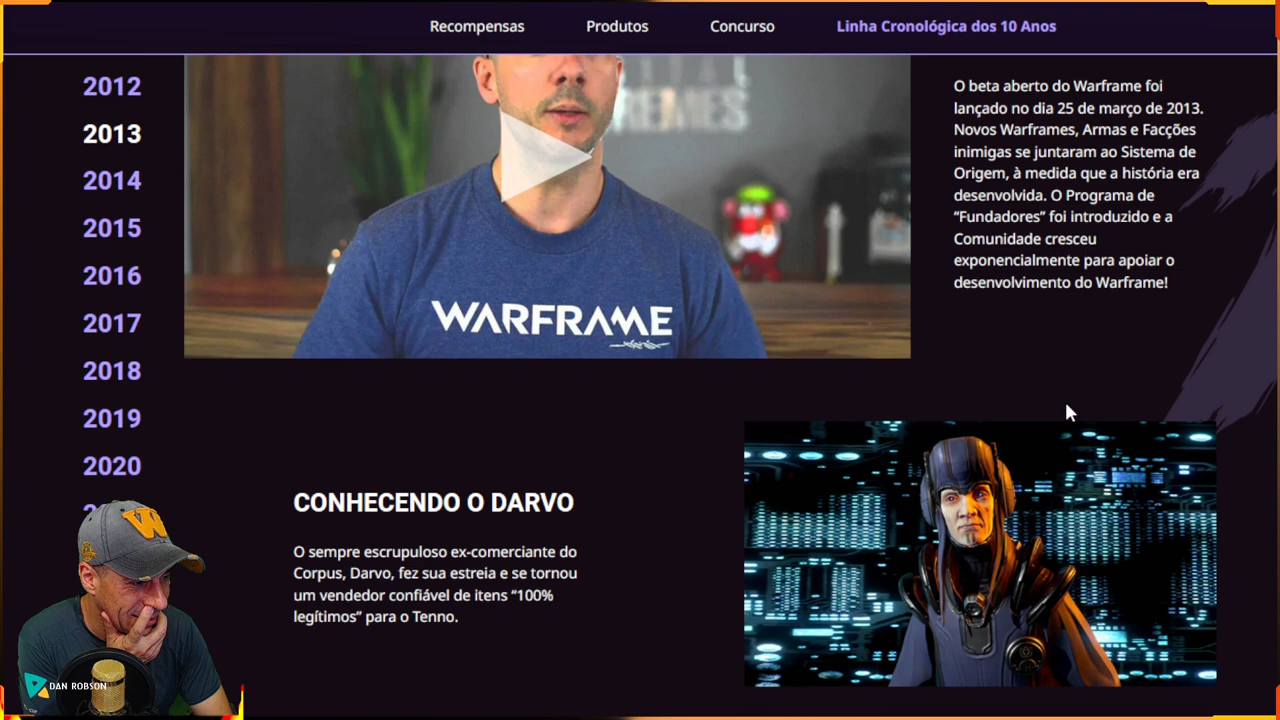 Recompensas
Produtos
Concurso
Linha Cronológica dos 10 Anos
2012
2013
2014
2015
2016
2017
2018
2019
2020
WARFRAME
O beta aberto do Warframe foi
lançado no dia 25 de março de 2013.
Novos Warframes, Armas e Facções
inimigas se juntaram ao Sistema de
Origem, à medida que a história era
desenvolvida. O Programa de
“Fundadores” foi introduzido e a
Comunidade cresceu
exponencialmente para apoiar o
desenvolvimento do Warframe!
CONHECENDO O DARVO
O sempre escrupuloso ex-comerciante do
Corpus, Darvo, fez sua estreia e se tornou
um vendedor confiável de itens “100%
legítimos” para o Tenno.
W
DAN ROBSON